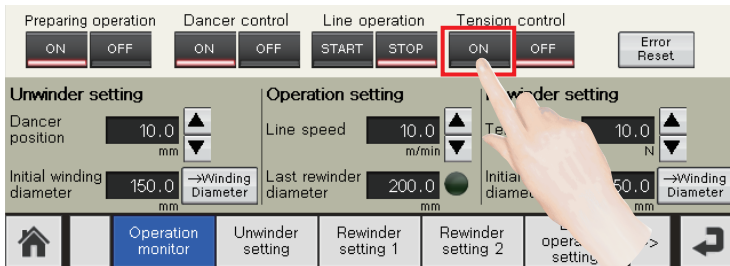 Preparing operation Dancer control Line operation Tension control
ON OFF ON OFF START STOP ON OFF Error
Reset
Unwinder setting Operation setting setting
Dancer
position 10.0 mm
Line speed 10.0 m/min
10.0 N
Initial winding
diameter 150.0 mm →Winding
Diameter
Last rewinder
diameter 200.0 mm
→Winding
Diameter
mm
Operation
monitor
Unwinder
setting
Rewinder
setting 1
Rewinder
setting 2